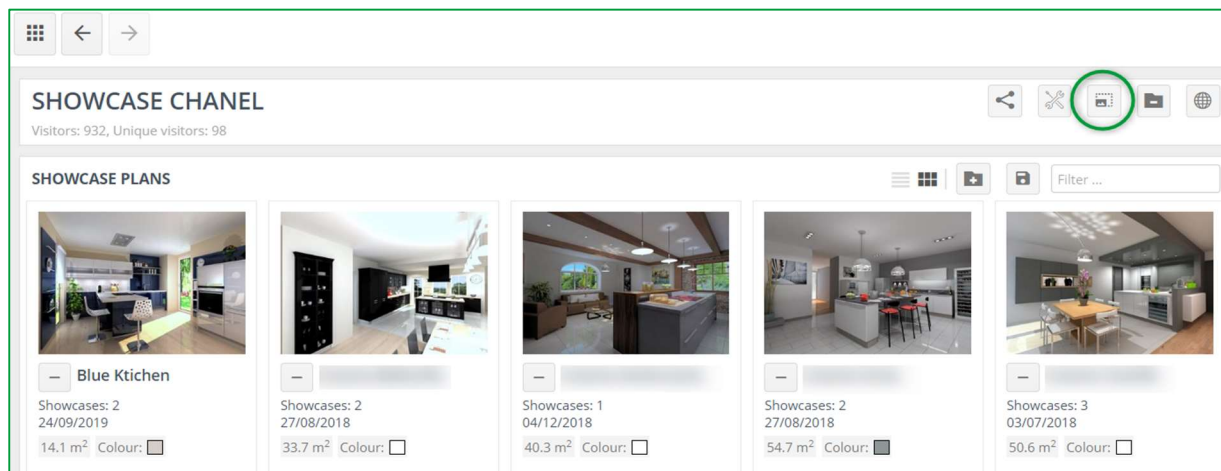 SHOWCASE CHANEL
Visitors: 932, Unique visitors: 98
SHOWCASE PLANS
Filter ...
Blue Ktichen
Showcases: 2
24/09/2019
14.1 m² Colour:
Showcases: 2
27/08/2018
33.7 m² Colour:
Showcases: 1
04/12/2018
40.3 m² Colour:
Showcases: 2
27/08/2018
54.7 m² Colour:
Showcases: 3
03/07/2018
50.6 m² Colour: